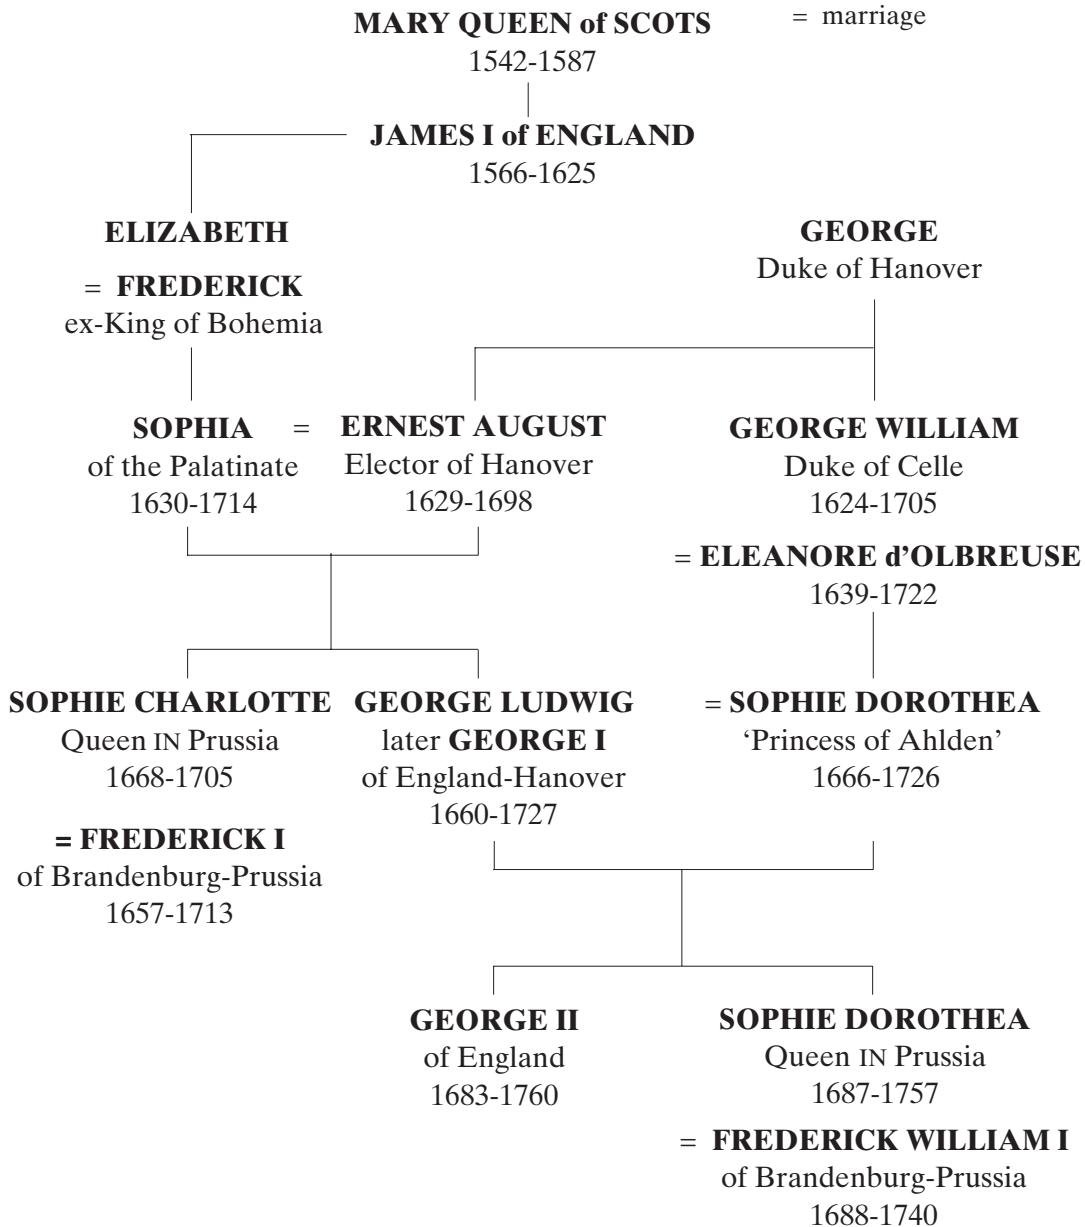 MARY QUEEN of SCOTS
= marriage
1542-1587
JAMES I of ENGLAND
1566-1625
ELIZABETH
= FREDERICK
ex-King of Bohemia
GEORGE
Duke of Hanover
SOPHIA
of the Palatinate
1630-1714
=
ERNEST AUGUST
Elector of Hanover
1629-1698
GEORGE WILLIAM
Duke of Celle
1624-1705
= ELEANORE d'OLBREUSE
1639-1722
SOPHIE CHARLOTTE
Queen IN Prussia
1668-1705
= FREDERICK I
of Brandenburg-Prussia
1657-1713
GEORGE LUDWIG
later GEORGE I
of England-Hanover
1660-1727
= SOPHIE DOROTHEA
‘Princess of Ahlden’
1666-1726
GEORGE II
of England
1683-1760
SOPHIE DOROTHEA
Queen IN Prussia
1687-1757
= FREDERICK WILLIAM I
of Brandenburg-Prussia
1688-1740